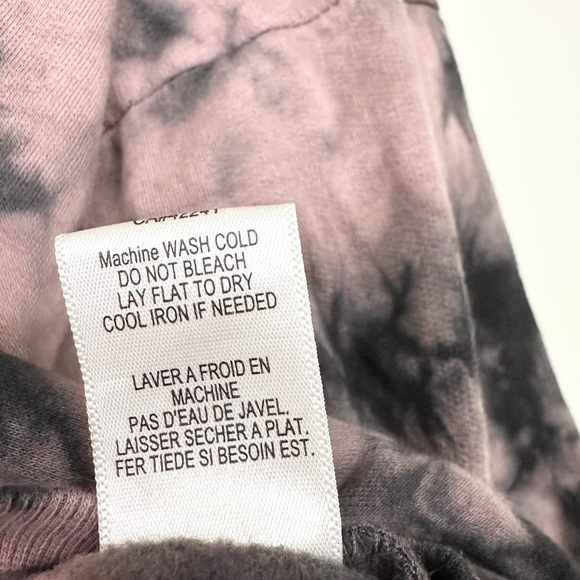 Machine WASH COLD
DO NOT BLEACH
LAY FLAT TO DRY
COOL IRON IF NEEDED
LAVER A FROID EN
MACHINE
PAS D'EAU DE JAVEL.
LAISSER SECHER A PLAT.
FER TIEDE SI BESOIN EST.